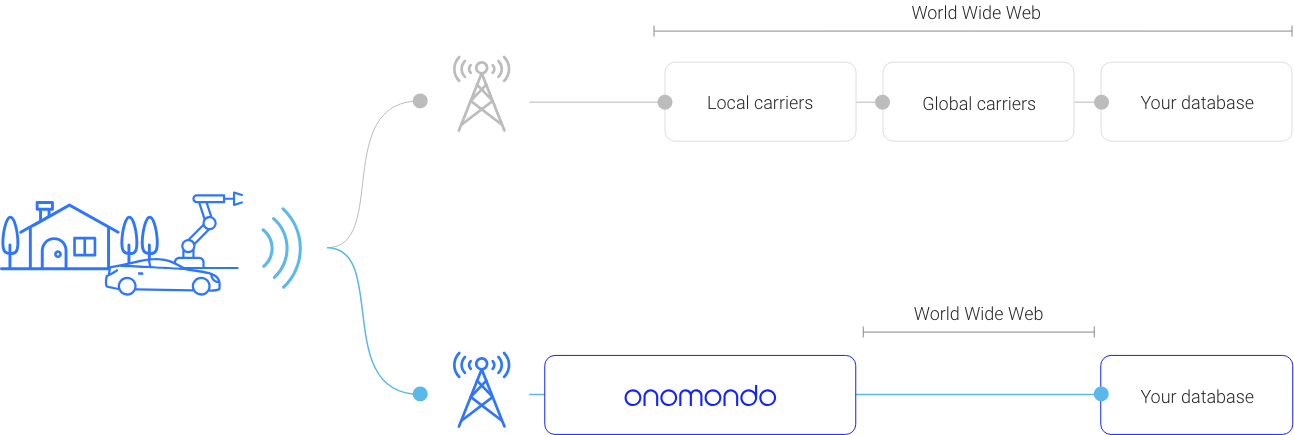 World Wide Web
Local carriers
Global carriers
Your database
World Wide Web
onomondo
Your database